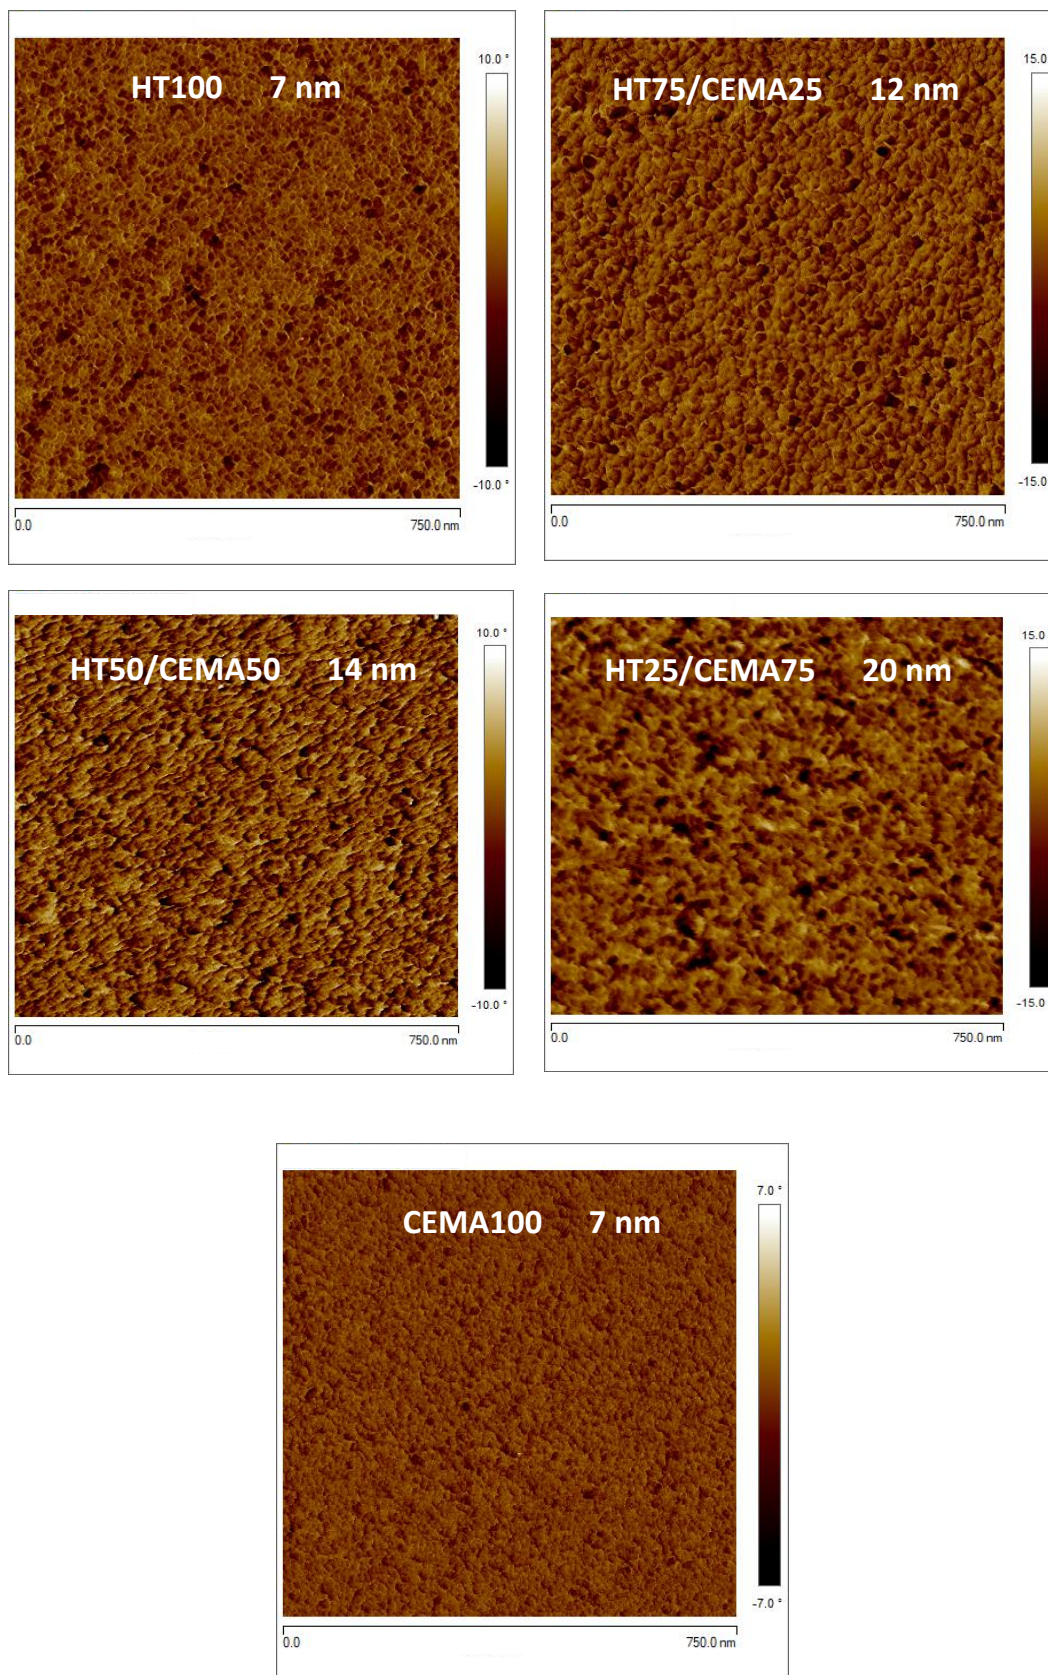 HT100 7 nm
10.0 °
-10.0 °
0.0 750.0 nm
HT75/CEMA25 12 nm
15.0
-15.0
0.0 750.0 nm
HT50/CEMA50 14 nm
10.0 °
-10.0 °
0.0 750.0 nm
HT25/CEMA75 20 nm
15.0
-15.0
0.0 750.0 nm
CEMA100 7 nm
7.0 °
-7.0 °
0.0 750.0 nm